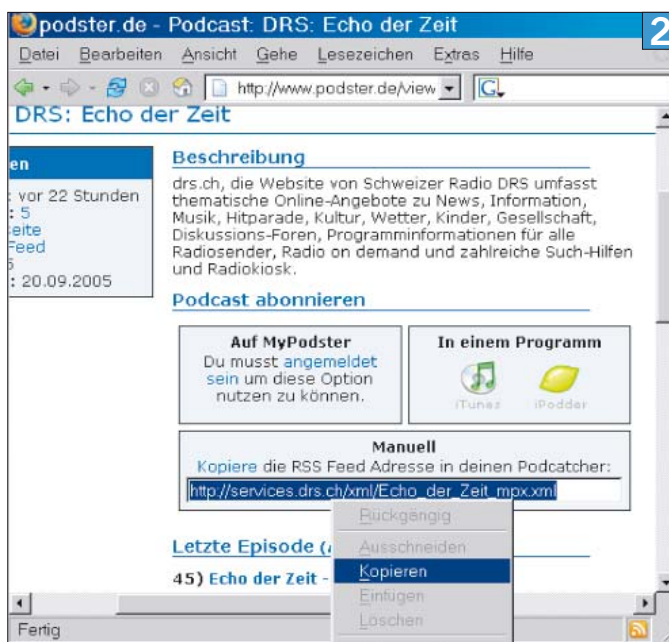 podster.de - Podcast: DRS: Echo der Zeit
2
Datei Bearbeiten Ansicht Gehe Lesezeichen Extras Hilfe
http://www.podster.de/view
G
DRS: Echo der Zeit
en
: vor 22 Stunden
: 5
eite
Feed
: 20.09.2005
Beschreibung
drs.ch, die Website von Schweizer Radio DRS umfasst
thematische Online-Angebote zu News, Information,
Musik, Hitparade, Kultur, Wetter, Kinder, Gesellschaft,
Diskussions-Foren, Programminformationen für alle
Radiosender, Radio on demand und zahlreiche Such-Hilfen
und Radiokiosk.
Podcast abonnieren
Auf MyPodster
Du musst angemeldet
sein um diese Option
nutzen zu können.
In einem Programm
iTunes iPodder
Manuell
Kopiere die RSS Feed Adresse in deinen Podcatcher:
http://services.drs.ch/xml/Echo_der_Zeit_mpx.xml
Letzte Episode (
45) Echo der Zeit -
Rückgängig
Ausschneiden
Kopieren
Einfügen
Löschen
Fertig